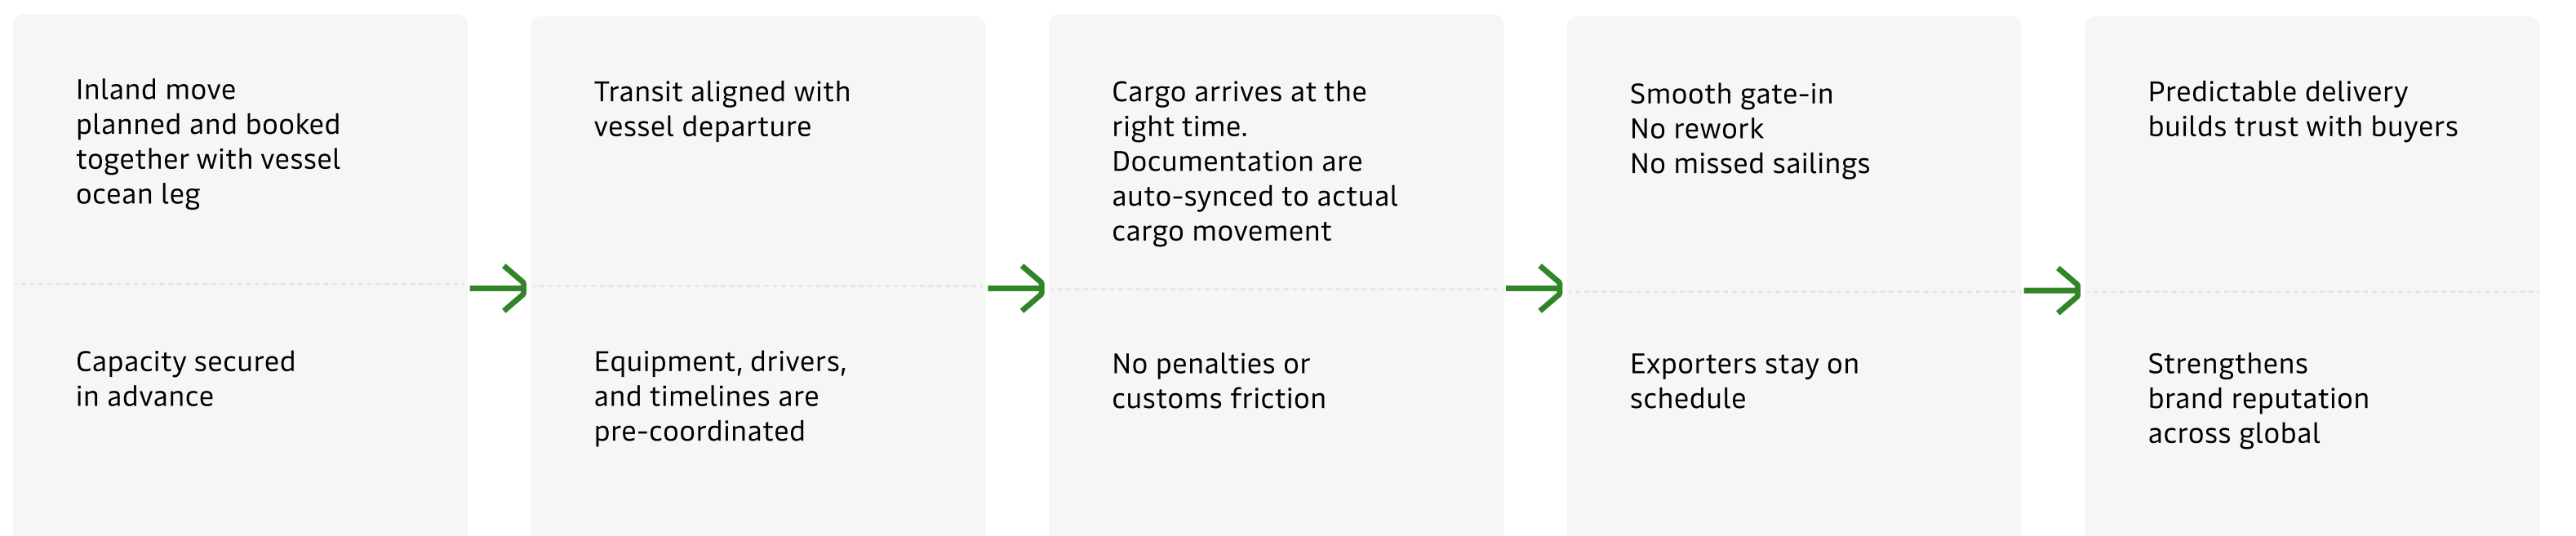 Inland move
planned and booked
together with vessel
ocean leg
Capacity secured
in advance
Transit aligned with
vessel departure
Equipment, drivers,
and timelines are
pre-coordinated
Cargo arrives at the
right time.
Documentation are
auto-synced to actual
cargo movement
No penalties or
customs friction
Smooth gate-in
No rework
No missed sailings
Exporters stay on
schedule
Predictable delivery
builds trust with buyers
Strengthens
brand reputation
across global